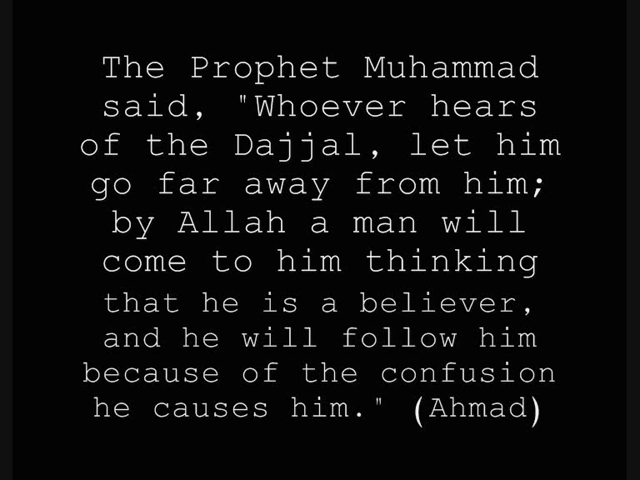 The Prophet Muhammad
said, "Whoever hears
of the Dajjal, let him
go far away from him;
by Allah a man will
come to him thinking
that he is a believer,
and he will follow him
because of the confusion
he causes him." (Ahmad)